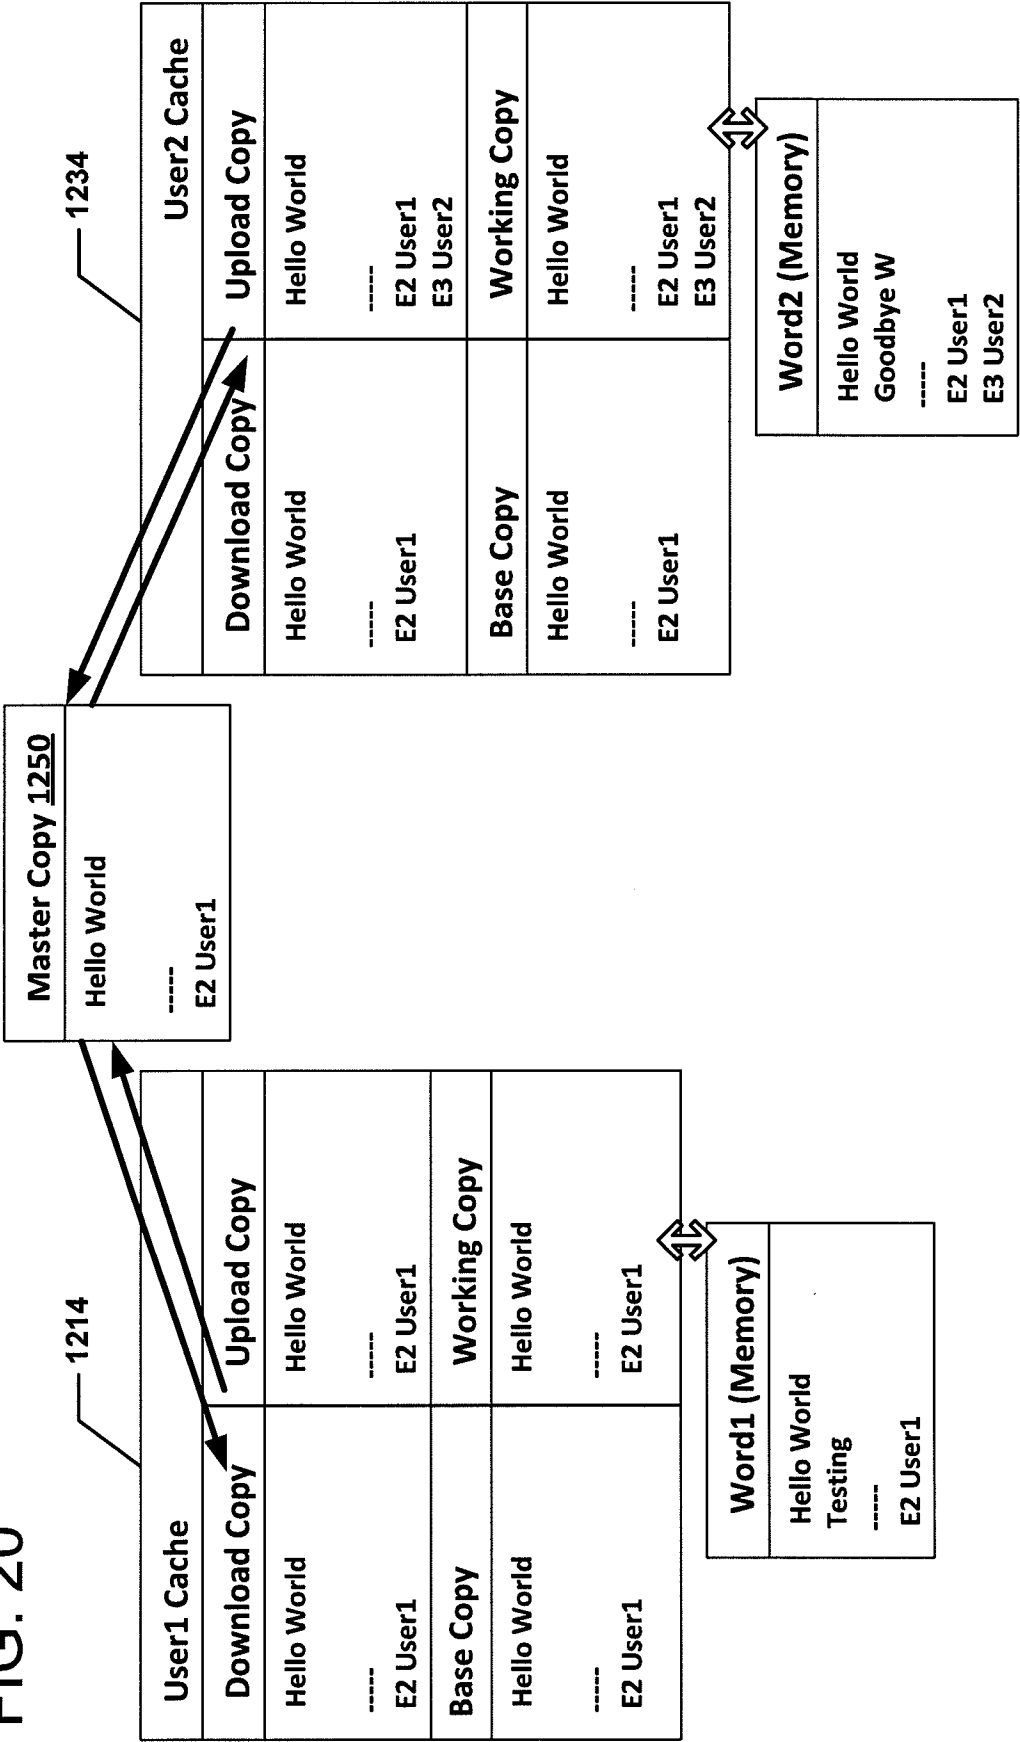 FIG. 20
Master Copy 1250
Hello World
-----
E2 User1
1214
User1 Cache
Download Copy
Hello World
-----
E2 User1
Upload Copy
Hello World
-----
E2 User1
Base Copy
Hello World
-----
E2 User1
Working Copy
Hello World
-----
E2 User1
Word1 (Memory)
Hello World
Testing
-----
E2 User1
1234
User2 Cache
Download Copy
Hello World
-----
E2 User1
Upload Copy
Hello World
-----
E2 User1
E3 User2
Base Copy
Hello World
-----
E2 User1
Working Copy
Hello World
-----
E2 User1
E3 User2
Word2 (Memory)
Hello World
Goodbye W
-----
E2 User1
E3 User2